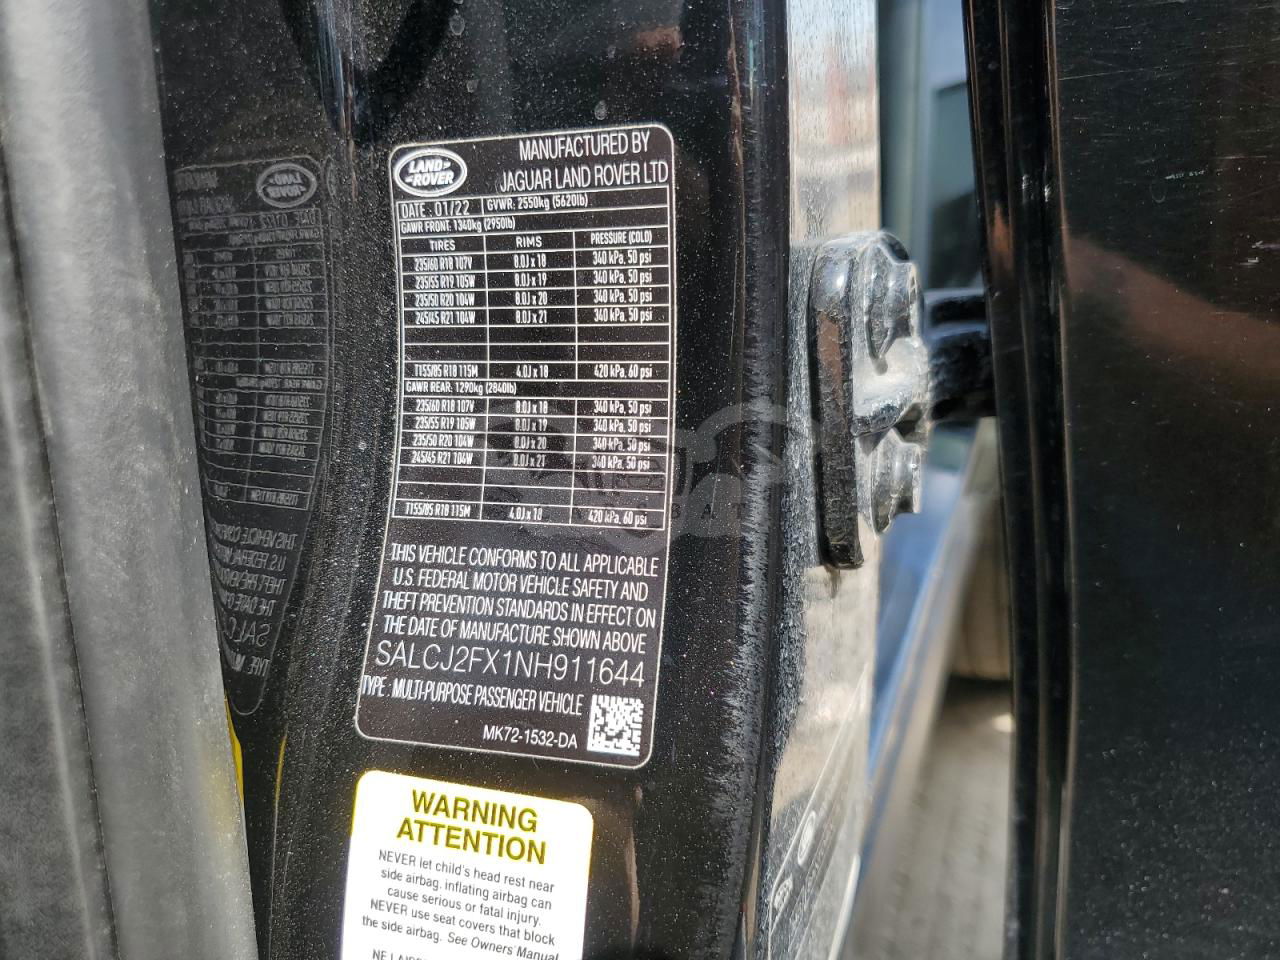 LAND ROVER
MANUFACTURED BY
JAGUAR LAND ROVER LTD
DATE: 01/22 GVWR: 2550kg (5620lb)
GAWR FRONT: 1340kg (2950lb)
TIRES RIMS PRESSURE (COLD)
235/60 R18 107V 8.0J x 18 340 kPa, 50 psi
235/55 R19 105W 8.0J x 19 340 kPa, 50 psi
235/50 R20 104W 8.0J x 20 340 kPa, 50 psi
245/45 R21 104W 8.0J x 21 340 kPa, 50 psi
T155/85 R18 115M 4.0J x 18 420 kPa, 60 psi
GAWR REAR: 1290kg (2840lb)
235/60 R18 107V 8.0J x 18 340 kPa, 50 psi
235/55 R19 105W 8.0J x 19 340 kPa, 50 psi
235/50 R20 104W 8.0J x 20 340 kPa, 50 psi
245/45 R21 104W 8.0J x 21 340 kPa, 50 psi
T155/85 R18 115M 4.0J x 18 420 kPa, 60 psi
THIS VEHICLE CONFORMS TO ALL APPLICABLE
U.S. FEDERAL MOTOR VEHICLE SAFETY AND
THEFT PREVENTION STANDARDS IN EFFECT ON
THE DATE OF MANUFACTURE SHOWN ABOVE
SALCJ2FX1NH911644
TYPE: MULTI-PURPOSE PASSENGER VEHICLE
MK72-1532-DA
WARNING
ATTENTION
NEVER let child's head rest near
side airbag, inflating airbag can
cause serious or fatal injury.
NEVER use seat covers that block
the side airbag. See Owners Manual